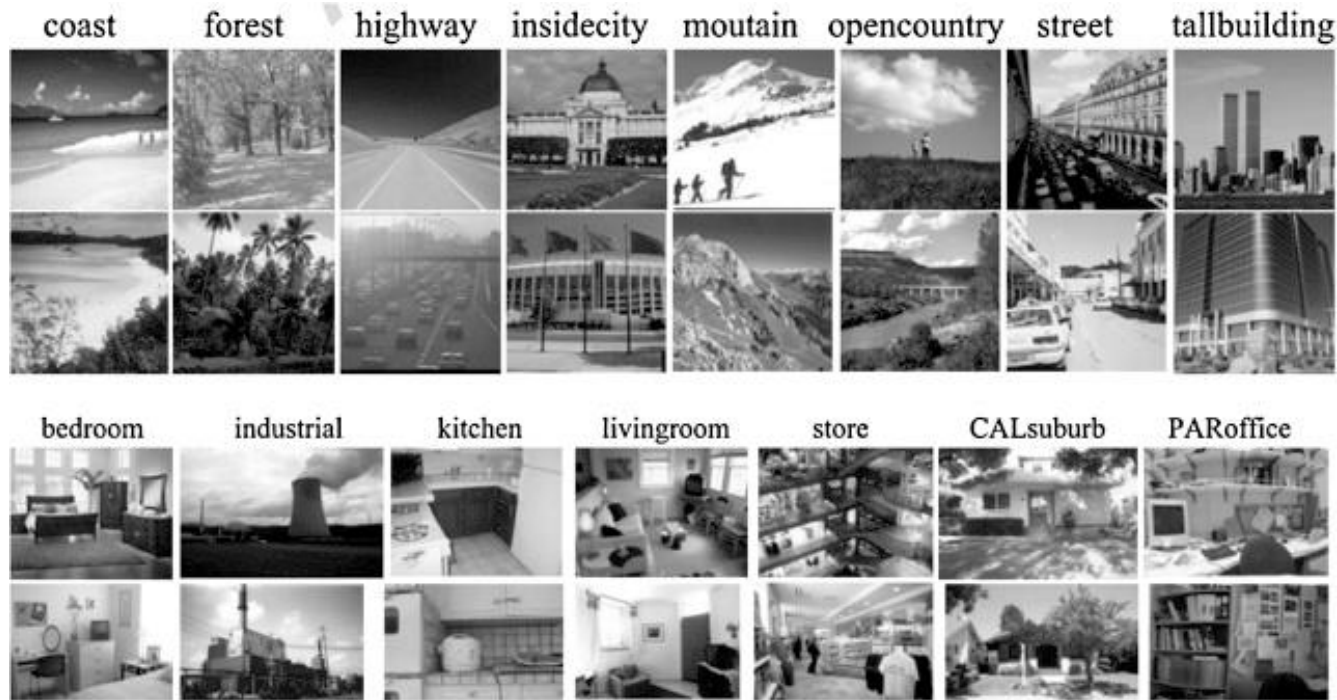 coast forest highway insidecity moutain opencountry street tallbuilding
bedroom industrial kitchen livingroom store CALsuburb PARoffice